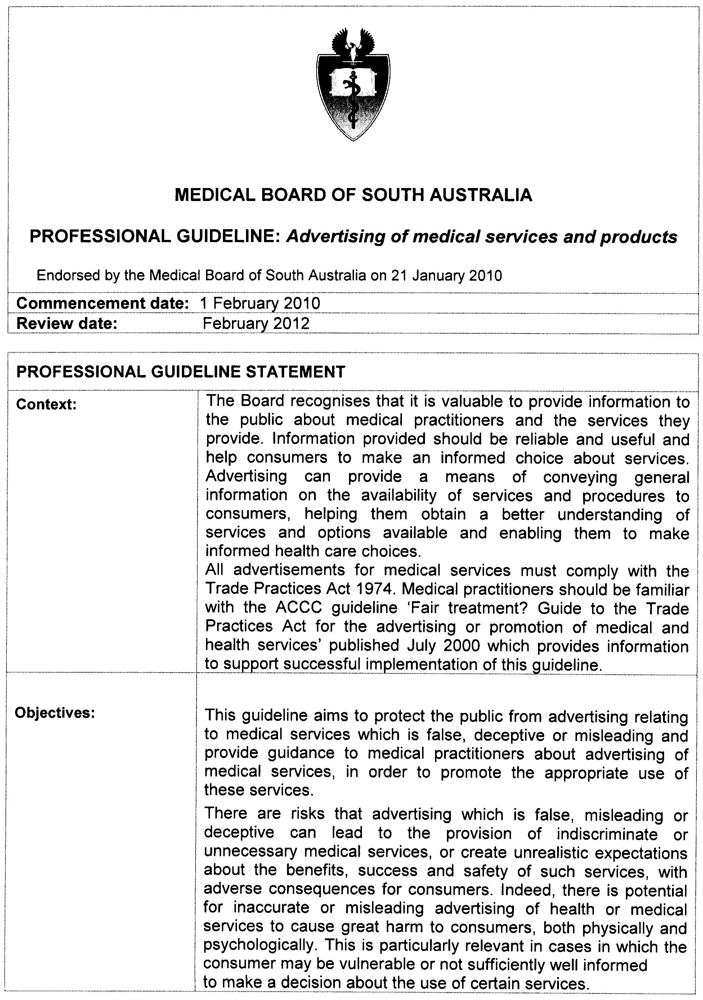 MEDICAL BOARD OF SOUTH AUSTRALIA
PROFESSIONAL GUIDELINE: Advertising of medical services and products
Endorsed by the Medical Board of South Australia on 21 January 2010
Commencement date: 1 February 2010
Review date: February 2012
PROFESSIONAL GUIDELINE STATEMENT
Context:
The Board recognises that it is valuable to provide information to
the public about medical practitioners and the services they
provide. Information provided should be reliable and useful and
help consumers to make an informed choice about services.
Advertising can provide a means of conveying general
information on the availability of services and procedures to
consumers, helping them obtain a better understanding of
services and options available and enabling them to make
informed health care choices.
All advertisements for medical services must comply with the
Trade Practices Act 1974. Medical practitioners should be familiar
with the ACCC guideline ‘Fair treatment? Guide to the Trade
Practices Act for the advertising or promotion of medical and
health services’ published July 2000 which provides information
to support successful implementation of this guideline.
Objectives:
This guideline aims to protect the public from advertising relating
to medical services which is false, deceptive or misleading and
provide guidance to medical practitioners about advertising of
medical services, in order to promote the appropriate use of
these services.
There are risks that advertising which is false, misleading or
deceptive can lead to the provision of indiscriminate or
unnecessary medical services, or create unrealistic expectations
about the benefits, success and safety of such services, with
adverse consequences for consumers. Indeed, there is potential
for inaccurate or misleading advertising of health or medical
services to cause great harm to consumers, both physically and
psychologically. This is particularly relevant in cases in which the
consumer may be vulnerable or not sufficiently well informed
to make a decision about the use of certain services.